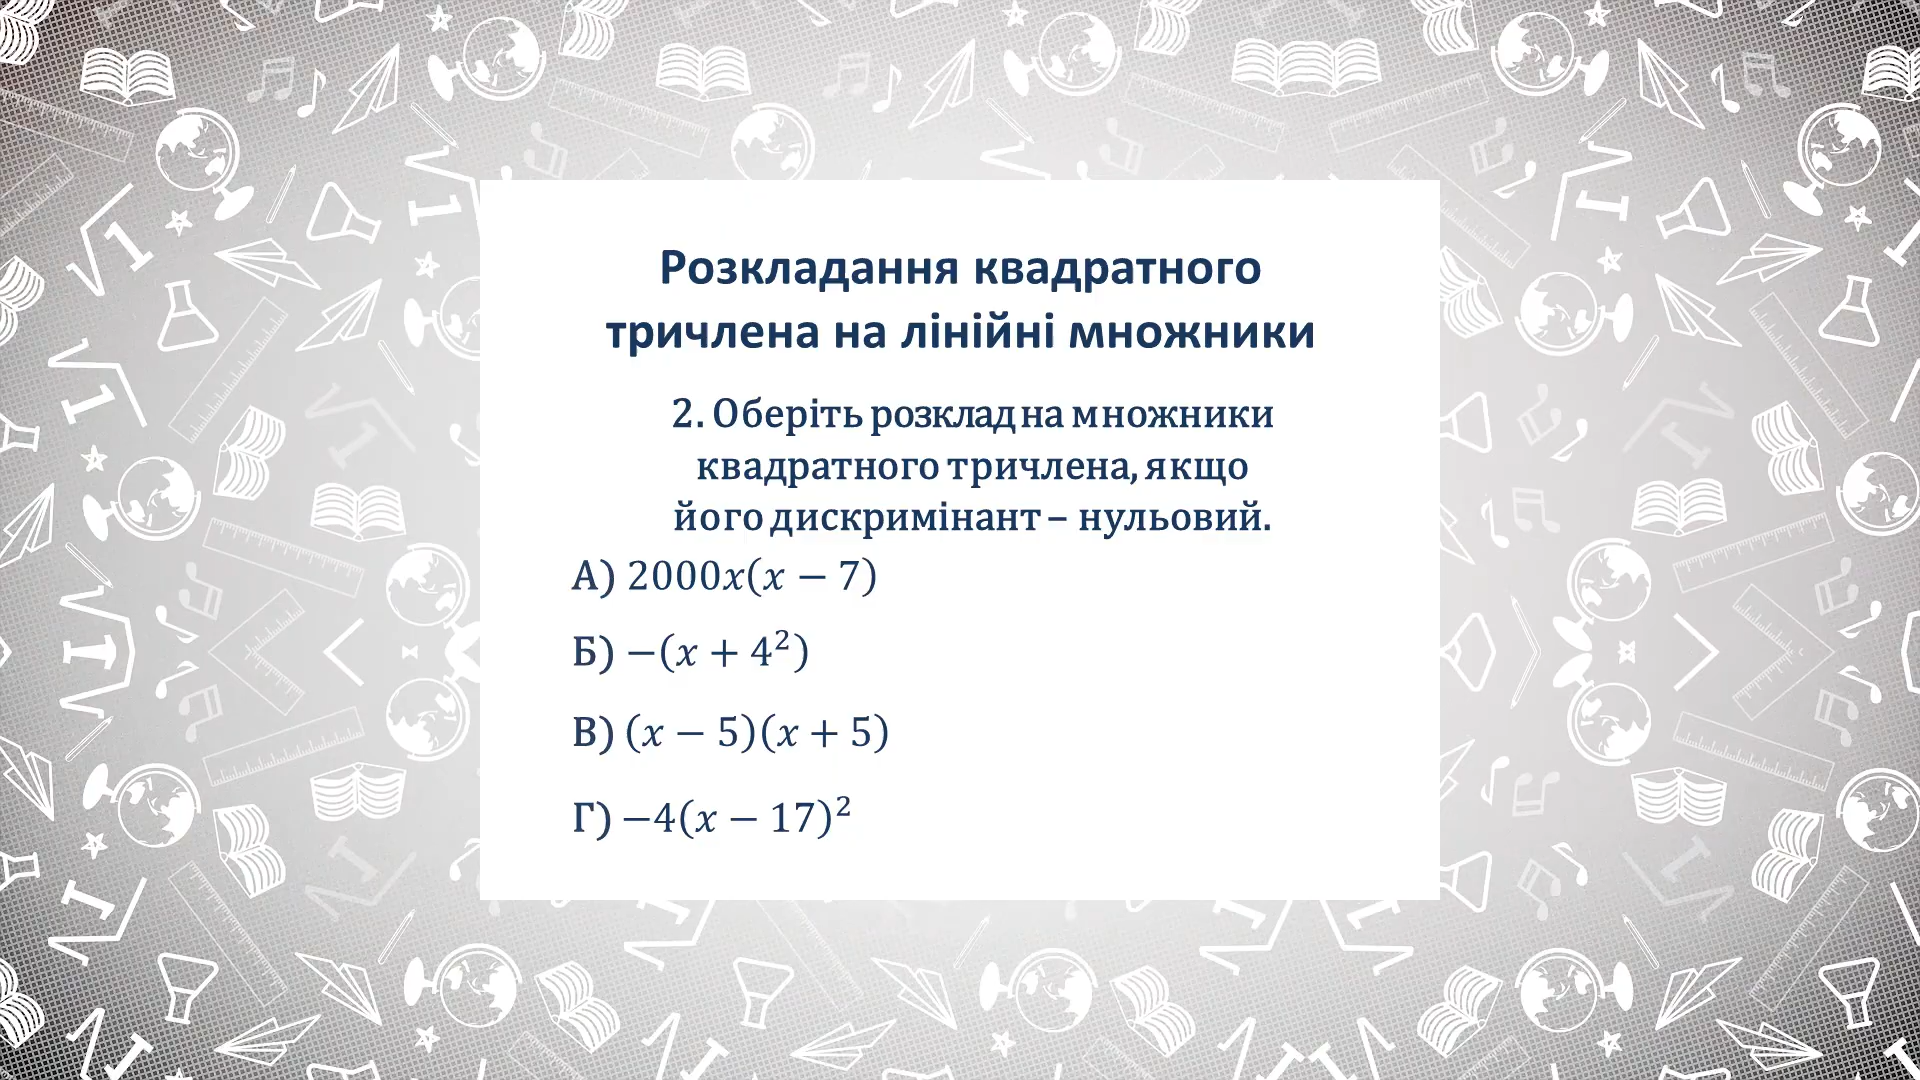 Розкладання квадратного
тричлена на лінійні множники
2. Оберіть розклад на множники
квадратного тричлена, якщо
його дискримінант – нульовий.
А) 2000x(x − 7)
Б) −(x + 4²)
В) (x − 5)(x + 5)
Г) −4(x − 17)²